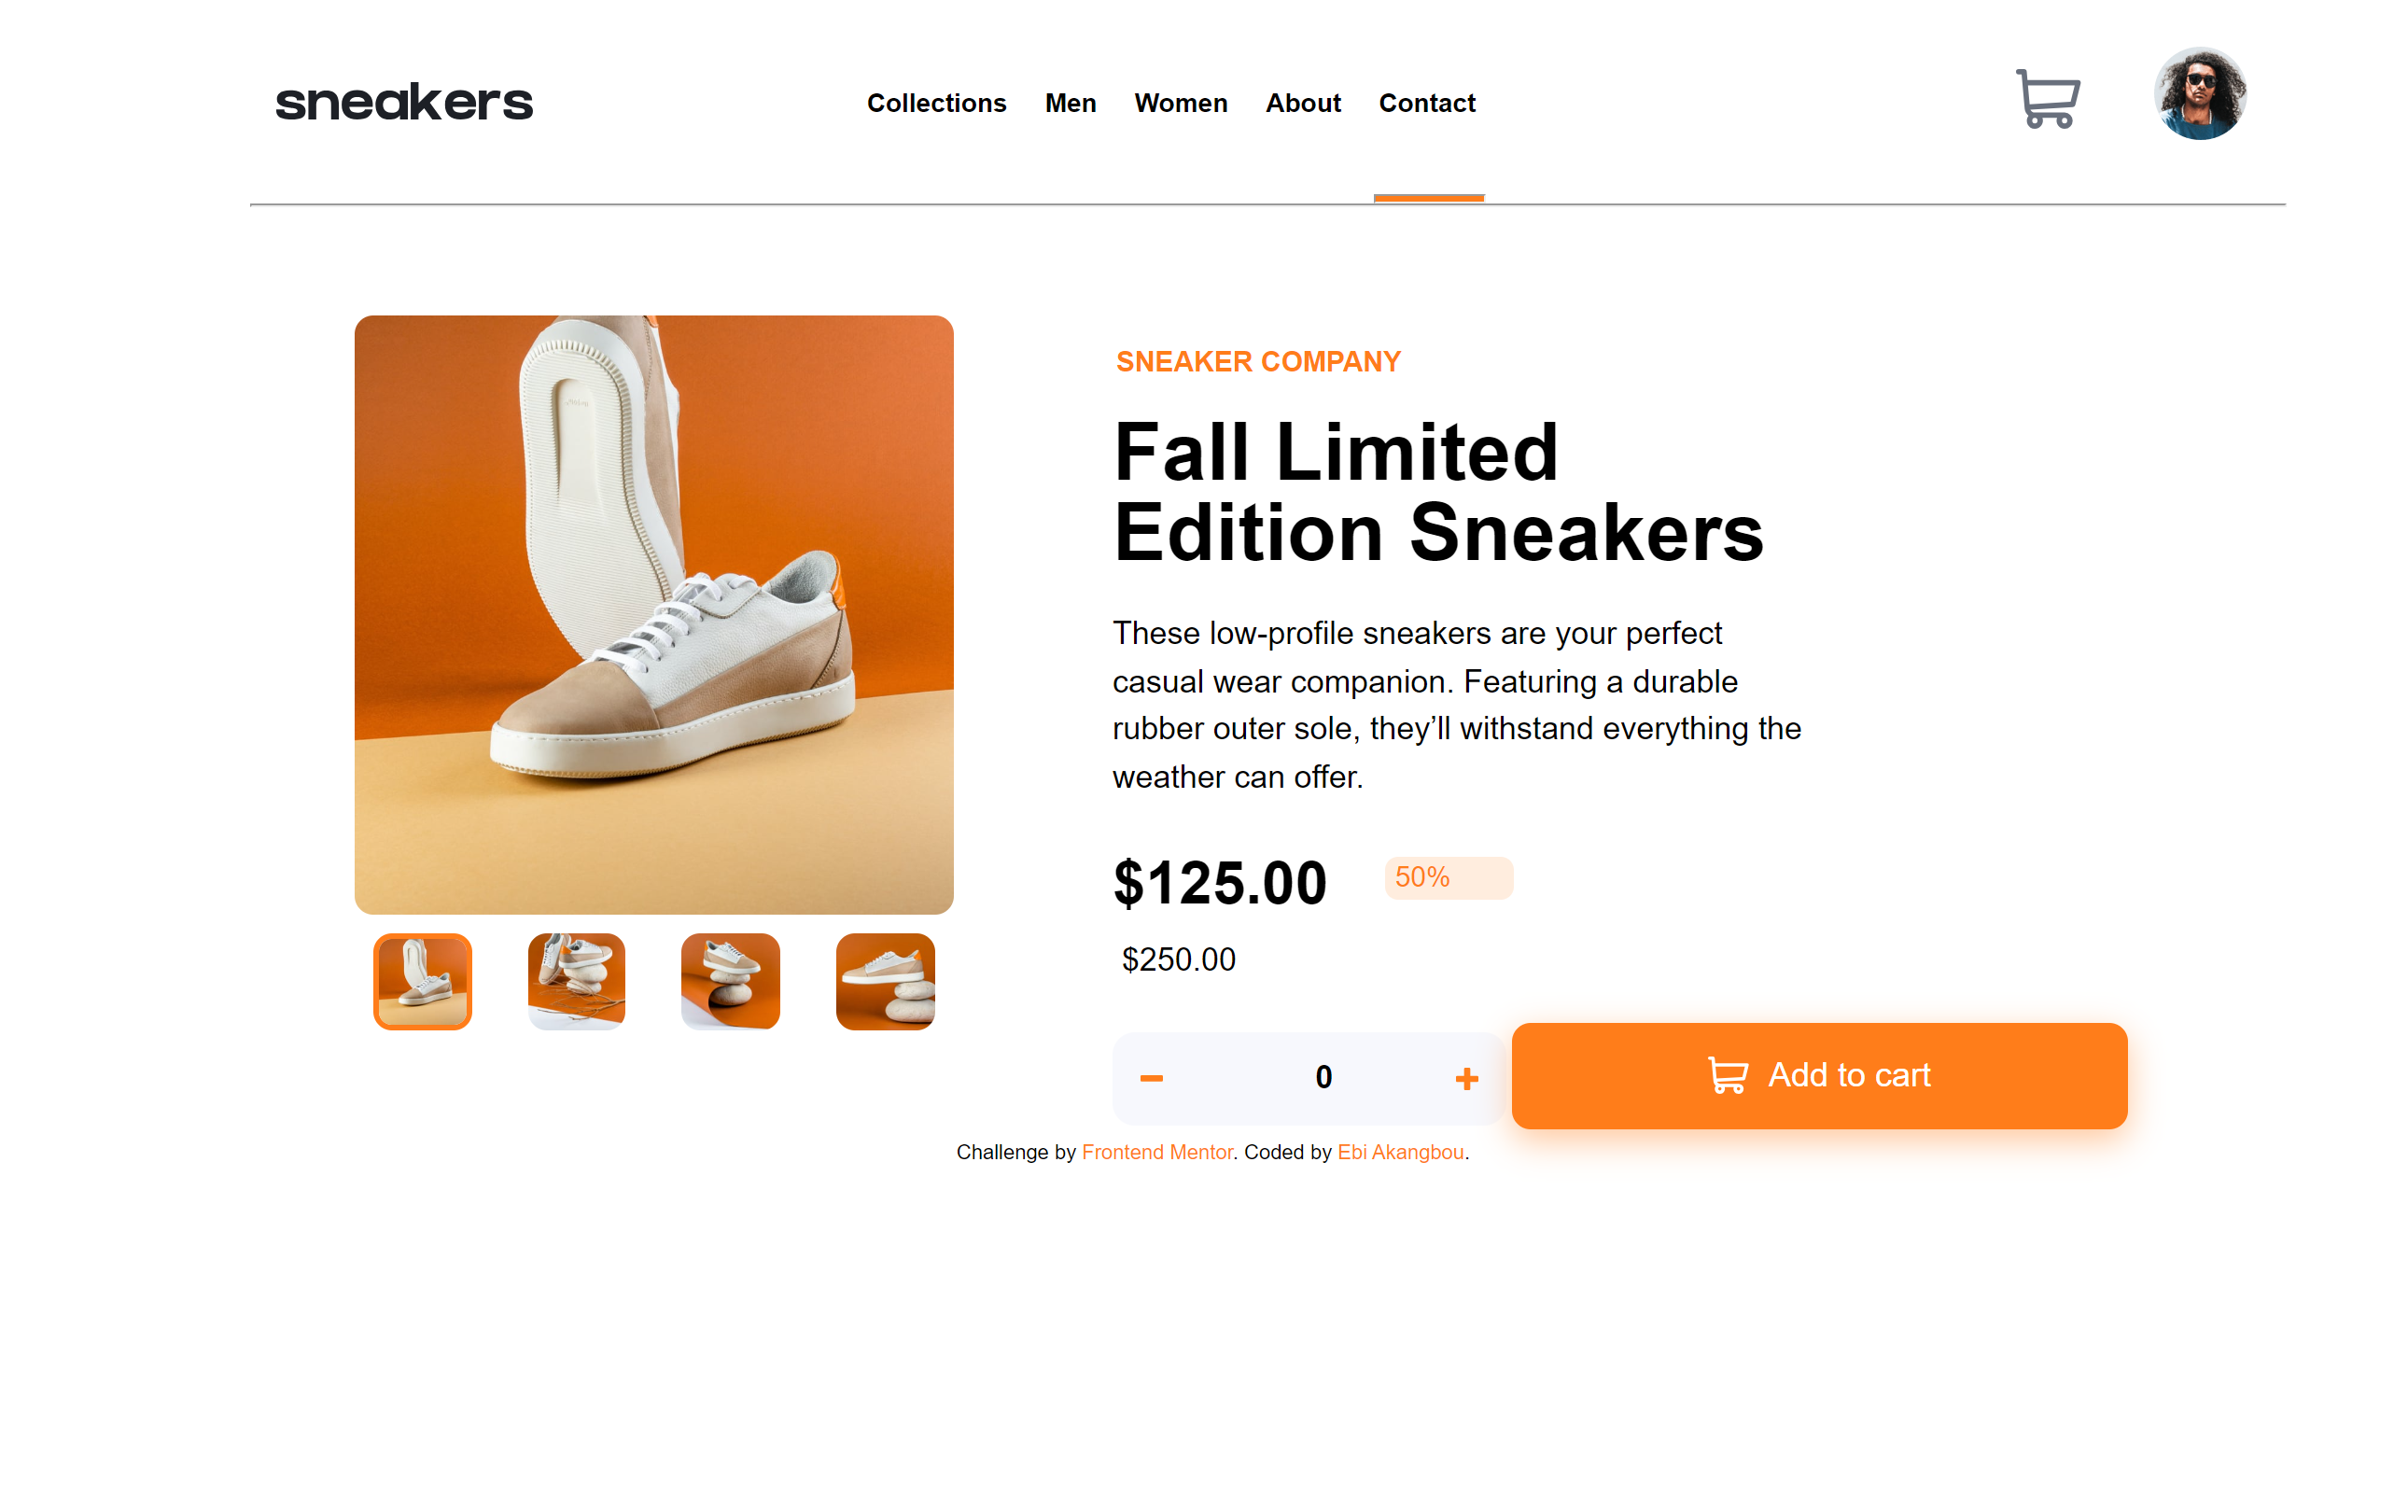 sneakers
Collections Men Women About Contact
SNEAKER COMPANY
Fall Limited
Edition Sneakers
These low-profile sneakers are your perfect
casual wear companion. Featuring a durable
rubber outer sole, they’ll withstand everything the
weather can offer.
$125.00 50%
$250.00
0
Add to cart
Challenge by Frontend Mentor. Coded by Ebi Akangbou.